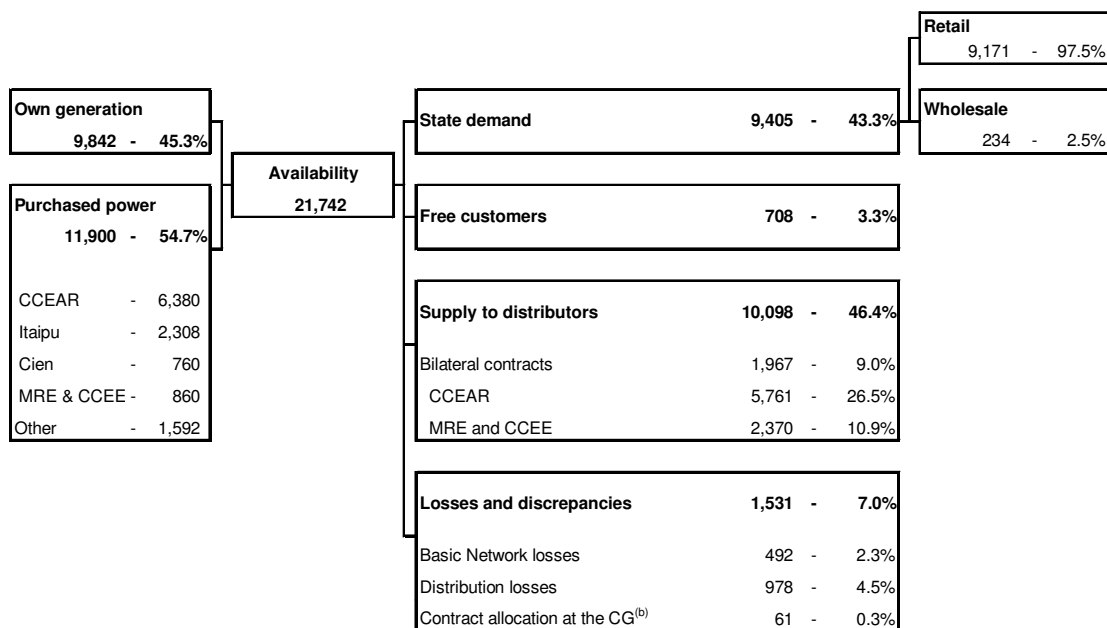 Own generation
9,842 - 45.3%
Purchased power
11,900 - 54.7%
CCEAR - 6,380
Itaipu - 2,308
Cien - 760
MRE & CCEE - 860
Other - 1,592
Availability
21,742
State demand 9,405 - 43.3%
Free customers 708 - 3.3%
Supply to distributors 10,098 - 46.4%
Bilateral contracts 1,967 - 9.0%
CCEAR 5,761 - 26.5%
MRE and CCEE 2,370 - 10.9%
Losses and discrepancies 1,531 - 7.0%
Basic Network losses 492 - 2.3%
Distribution losses 978 - 4.5%
Contract allocation at the CG(b) 61 - 0.3%
Retail
9,171 - 97.5%
Wholesale
234 - 2.5%